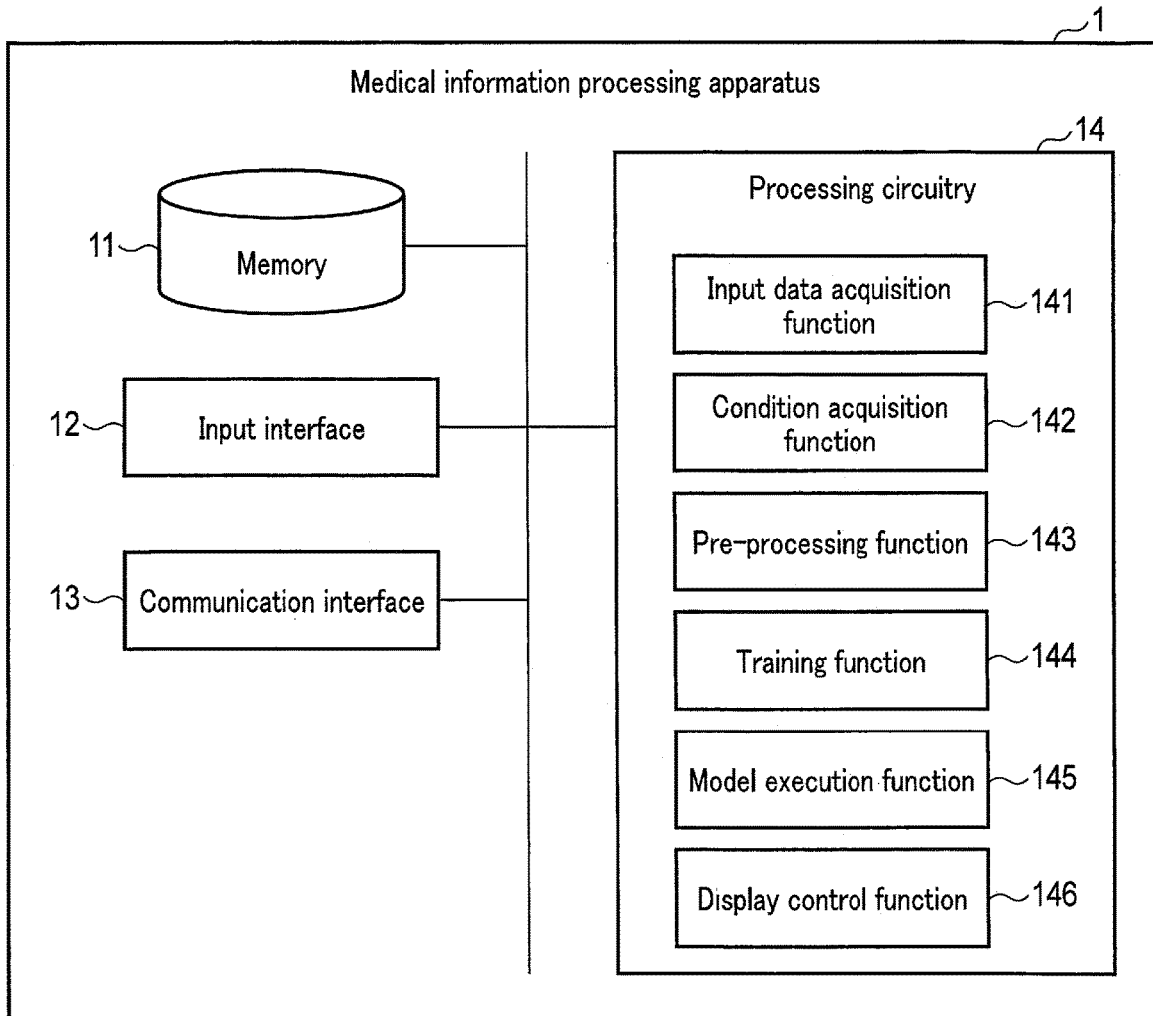 1
Medical information processing apparatus
14
Processing circuitry
11
Memory
Input data acquisition
function
141
12
Input interface
Condition acquisition
function
142
13
Communication interface
Pre-processing function
143
Training function
144
Model execution function
145
Display control function
146